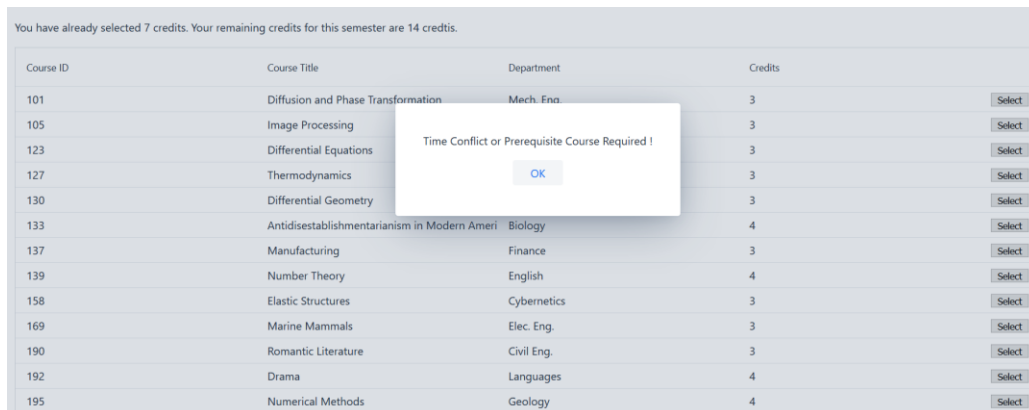 You have already selected 7 credits. Your remaining credits for this semester are 14 credtis.
Course ID Course Title Department Credits
101 Diffusion and Phase Transformation Mech. Eng. 3 Select
105 Image Processing 3 Select
Time Conflict or Prerequisite Course Required !
123 Differential Equations 3 Select
127 Thermodynamics OK 3 Select
130 Differential Geometry 3 Select
133 Antidisestablishmentarianism in Modern Ameri Biology 4 Select
137 Manufacturing Finance 3 Select
139 Number Theory English 4 Select
158 Elastic Structures Cybernetics 3 Select
169 Marine Mammals Elec. Eng. 3 Select
190 Romantic Literature Civil Eng. 3 Select
192 Drama Languages 4 Select
195 Numerical Methods Geology 4 Select